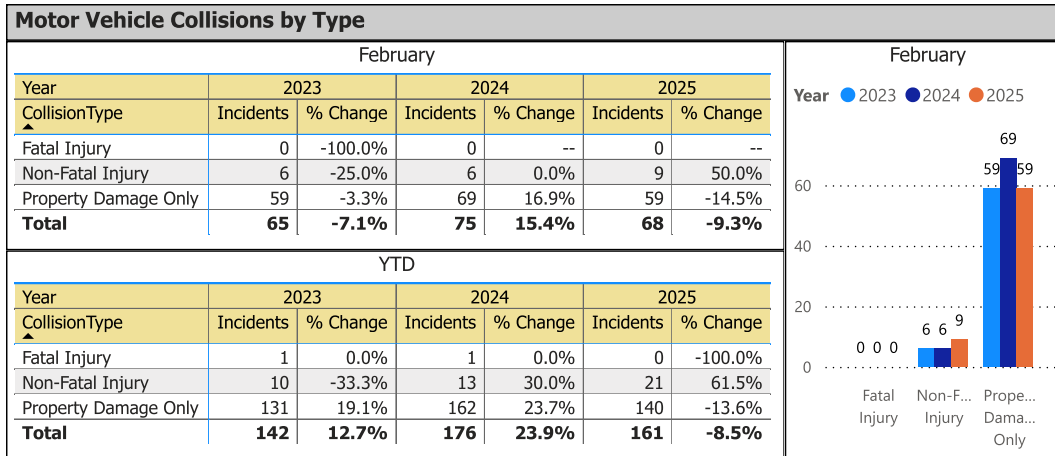 Motor Vehicle Collisions by Type
February
Year 2023 2024 2025
CollisionType Incidents % Change Incidents % Change Incidents % Change
Fatal Injury 0 -100.0% 0 -- 0 --
Non-Fatal Injury 6 -25.0% 6 0.0% 9 50.0%
Property Damage Only 59 -3.3% 69 16.9% 59 -14.5%
Total 65 -7.1% 75 15.4% 68 -9.3%
YTD
Year 2023 2024 2025
CollisionType Incidents % Change Incidents % Change Incidents % Change
Fatal Injury 1 0.0% 1 0.0% 0 -100.0%
Non-Fatal Injury 10 -33.3% 13 30.0% 21 61.5%
Property Damage Only 131 19.1% 162 23.7% 140 -13.6%
Total 142 12.7% 176 23.9% 161 -8.5%
February
Year 2023 2024 2025
69
59 59
60
40
20
9
6 6
0 0 0
0
Fatal Non-F... Prope...
Injury Injury Dama...
Only